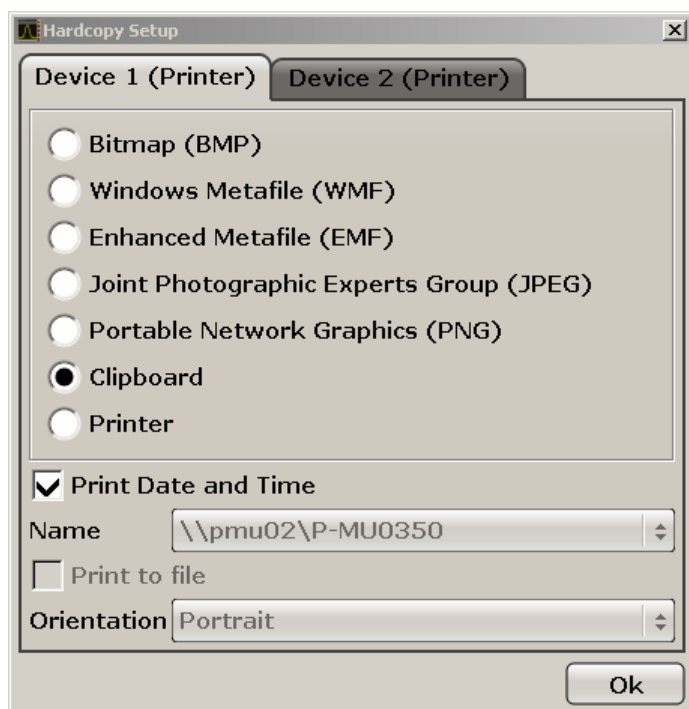 Hardcopy Setup
Device 1 (Printer)
Device 2 (Printer)
Bitmap (BMP)
Windows Metafile (WMF)
Enhanced Metafile (EMF)
Joint Photographic Experts Group (JPEG)
Portable Network Graphics (PNG)
Clipboard
Printer
Print Date and Time
Name \\pmu02\P-MU0350
Print to file
Orientation Portrait
Ok